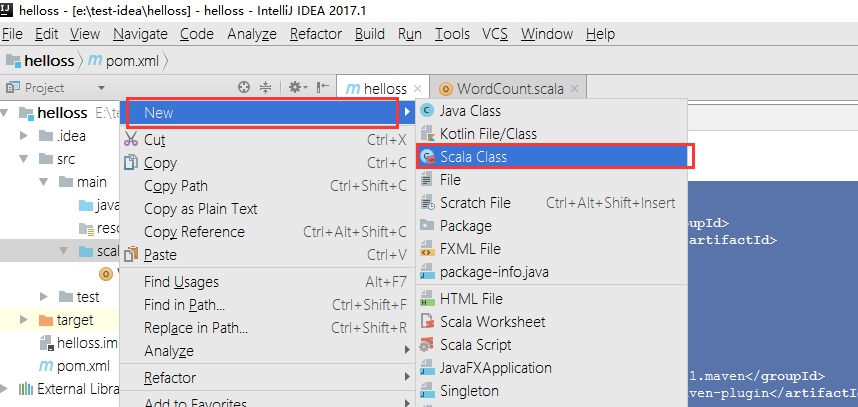 helloss - [e:\test-idea\helloss] - helloss - IntelliJ IDEA 2017.1
File Edit View Navigate Code Analyze Refactor Build Run Tools VCS Window Help
helloss pom.xml
Project helloss WordCount.scala
helloss E:\te
.idea
src
main
java
reso
scal
test
target
helloss.im
pom.xml
External Libra
New
Cut Ctrl+X
Copy Ctrl+C
Copy Path Ctrl+Shift+C
Copy as Plain Text
Copy Reference Ctrl+Alt+Shift+C
Paste Ctrl+V
Find Usages Alt+F7
Find in Path... Ctrl+Shift+F
Replace in Path... Ctrl+Shift+R
Analyze
Refactor
Add to Favorites
Java Class
Kotlin File/Class
Scala Class
File
Scratch File Ctrl+Alt+Shift+Insert
Package
FXML File
package-info.java
HTML File
Scala Worksheet
Scala Script
JavaFXApplication
Singleton
oupId>
artifactId>
1.maven</groupId>
ven-plugin</artifactId>